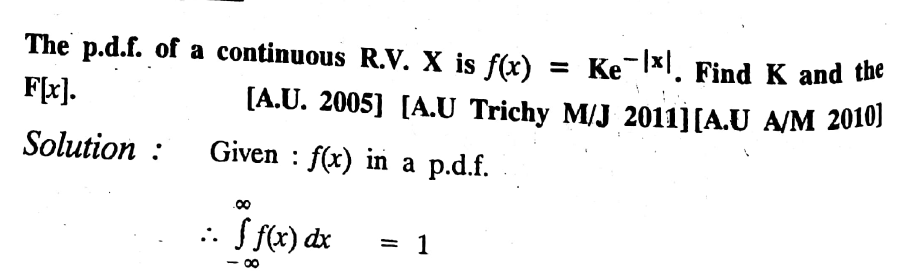 The p.d.f. of a continuous R.V. X is f(x) = Ke^{-|x|}. Find K and the
F[x]. [A.U. 2005] [A.U Trichy M/J 2011] [A.U A/M 2010]
Solution : Given : f(x) in a p.d.f.
∴ ∫_{-∞}^{∞} f(x) dx = 1